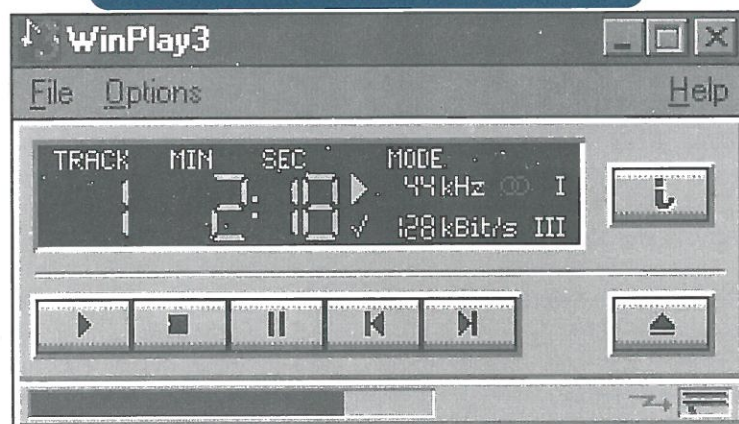 WinPlay3
File Options Help
TRACK MIN SEC MODE
1 2:18 44 kHz I
128 kBit/s III
i